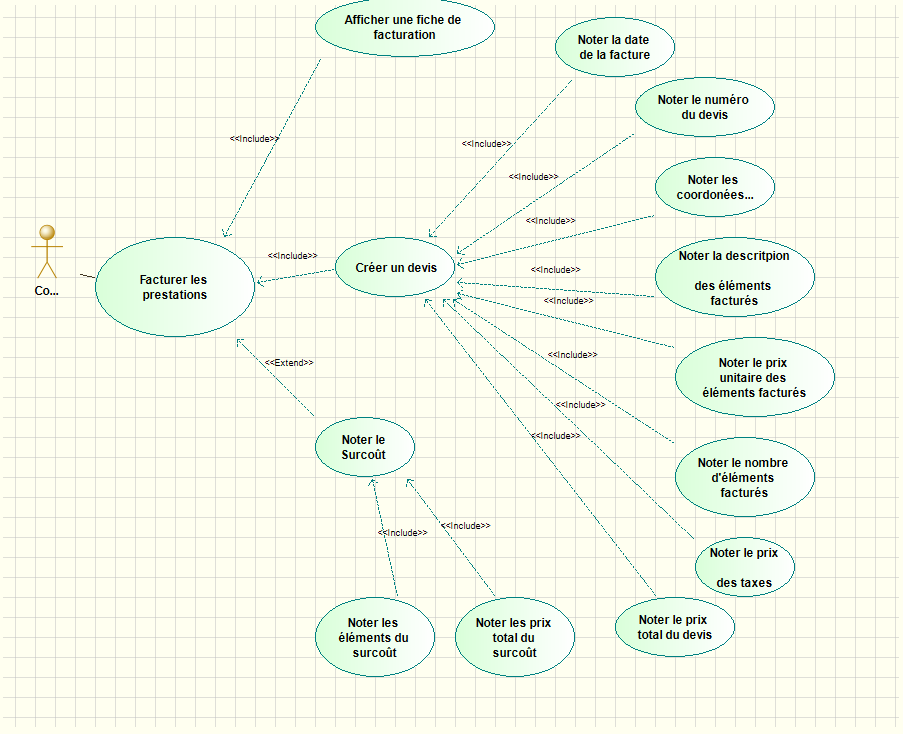 Afficher une fiche de
facturation
Noter la date
de la facture
Noter le numéro
du devis
<<Include>>
<<Include>>
<<Include>>
Noter les
coordonées...
<<Include>>
Co...
Facturer les
prestations
<<Include>>
Créer un devis
<<Include>>
Noter la descritpion
des éléments
facturés
<<Include>>
<<Extend>>
<<Include>>
Noter le prix
unitaire des
éléments facturés
<<Include>>
<<Include>>
Noter le
Surcoût
Noter le nombre
d'éléments
facturés
<<Include>>
<<Include>>
Noter le prix
des taxes
Noter les
éléments du
surcoût
Noter les prix
total du
surcoût
Noter le prix
total du devis